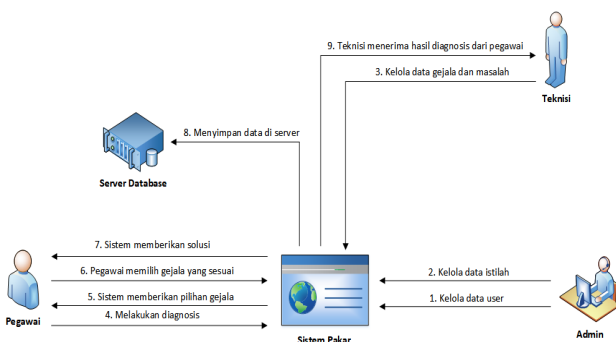 9. Teknisi menerima hasil diagnosis dari pegawai
3. Kelola data gejala dan masalah
Teknisi
8. Menyimpan data di server
Server Database
7. Sistem memberikan solusi
6. Pegawai memilih gejala yang sesuai
2. Kelola data istilah
5. Sistem memberikan pilihan gejala
1. Kelola data user
4. Melakukan diagnosis
Pegawai
Admin
Sistem Pakar